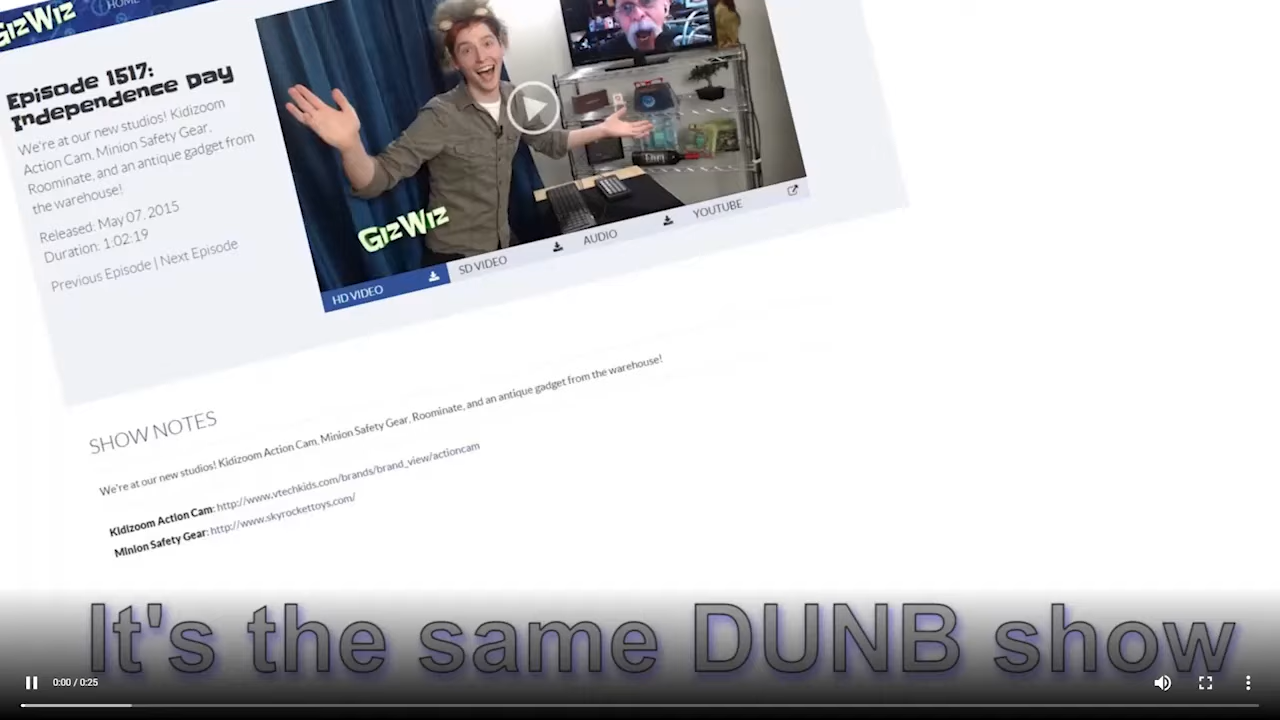 GizWiz
HOME
Episode 1517:
Independence Day
We're at our new studios! Kidizoom
Action Cam, Minion Safety Gear,
Roominate, and an antique gadget from
the warehouse!
Released: May 07, 2015
Duration: 1:02:19
Previous Episode | Next Episode
GizWiz
HD VIDEO
SD VIDEO
AUDIO
YOUTUBE
SHOW NOTES
We're at our new studios! Kidizoom Action Cam, Minion Safety Gear, Roominate, and an antique gadget from the warehouse!
Kidizoom Action Cam: http://www.vtechkids.com/brands/brand_view/actioncam
Minion Safety Gear: http://www.skyrockettoys.com/
It's the same DUNB show
0:00 / 0:25